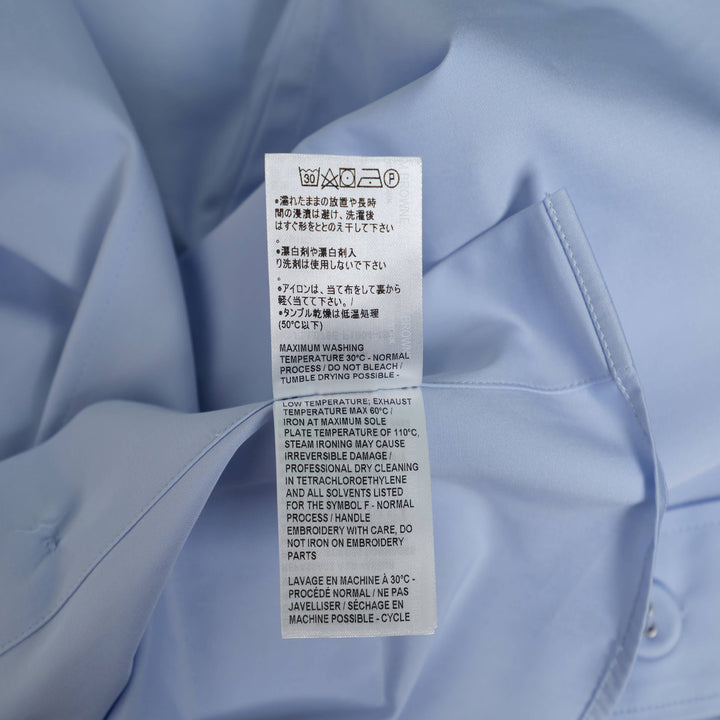 30 P
•濡れたままの放置や長時
間の浸漬は避け、洗濯後
はすぐ形をととのえ干して下さい
。
•漂白剤や漂白剤入
り洗剤は使用しないで下さい
。
•アイロンは、当て布をして裏から
軽く当てて下さい。/
•タンブル乾燥は低温処理
(50℃以下)
MAXIMUM WASHING
TEMPERATURE 30°C - NORMAL
PROCESS / DO NOT BLEACH /
TUMBLE DRYING POSSIBLE -
LOW TEMPERATURE; EXHAUST
TEMPERATURE MAX 60°C /
IRON AT MAXIMUM SOLE
PLATE TEMPERATURE OF 110°C,
STEAM IRONING MAY CAUSE
IRREVERSIBLE DAMAGE /
PROFESSIONAL DRY CLEANING
IN TETRACHLOROETHYLENE
AND ALL SOLVENTS LISTED
FOR THE SYMBOL F - NORMAL
PROCESS / HANDLE
EMBROIDERY WITH CARE, DO
NOT IRON ON EMBROIDERY
PARTS
LAVAGE EN MACHINE À 30°C -
PROCÉDÉ NORMAL / NE PAS
JAVELLISER / SÉCHAGE EN
MACHINE POSSIBLE - CYCLE